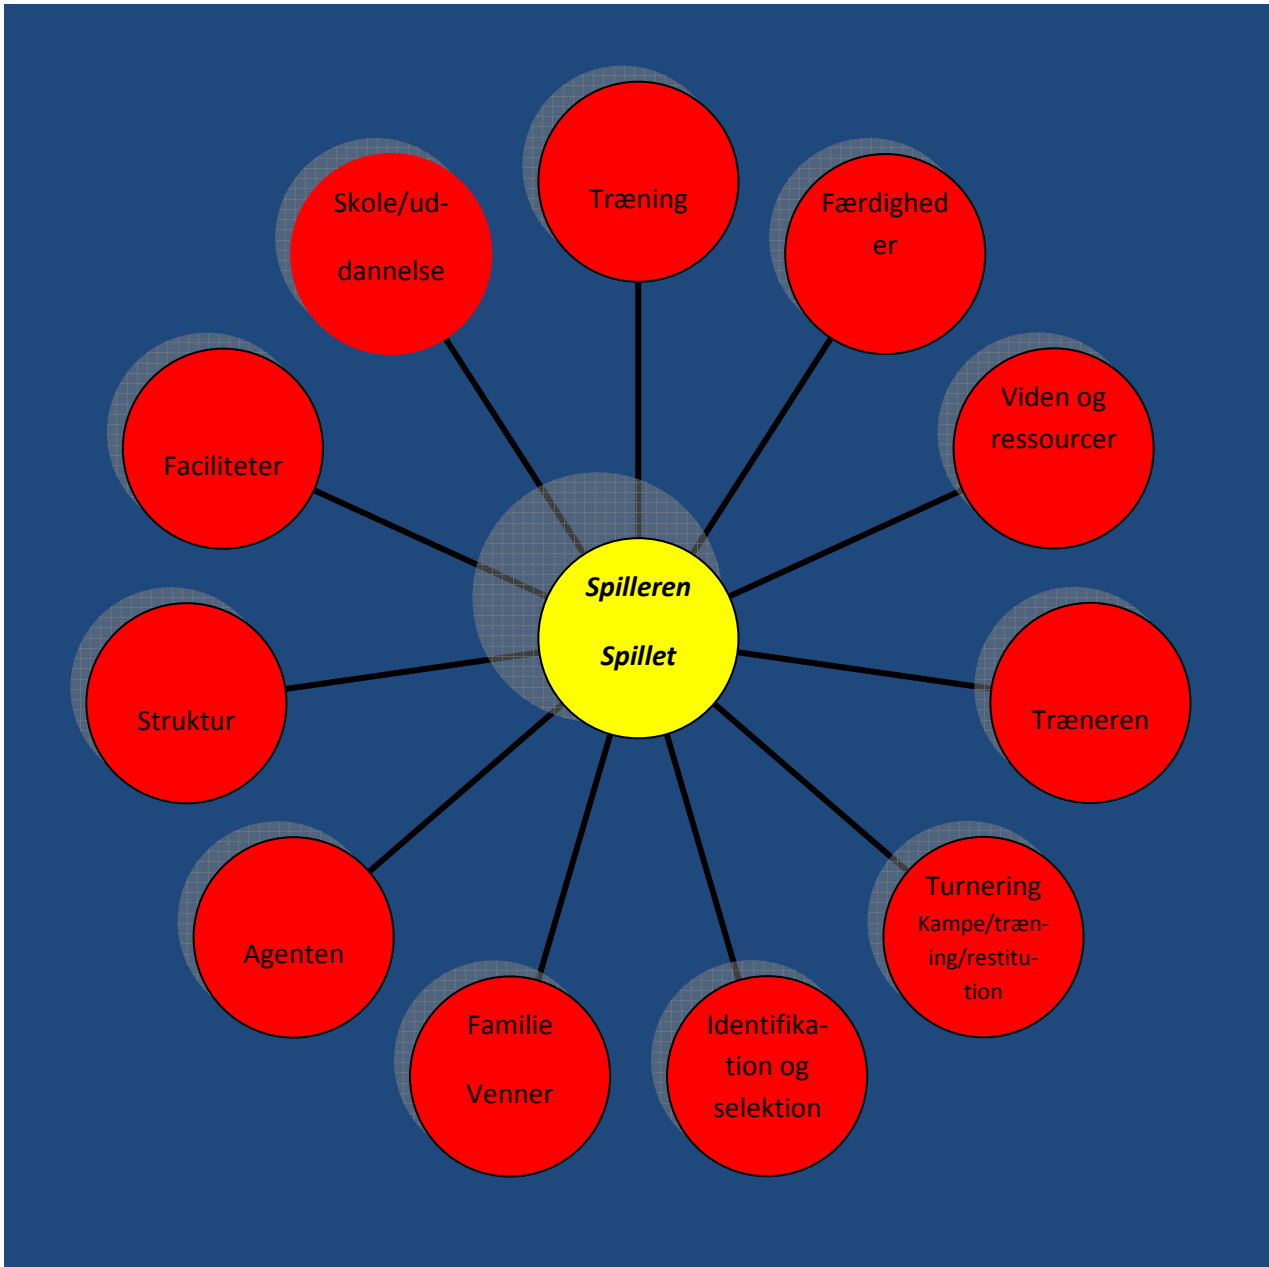 Træning
Færdighed
er
Viden og
ressourcer
Træneren
Turnering
Kampe/træn-
ing/restitu-
tion
Identifika-
tion og
selektion
Familie
Venner
Agenten
Struktur
Faciliteter
Skole/ud-
dannelse
Spilleren
Spillet